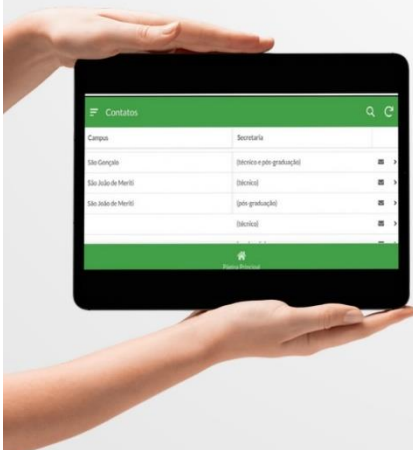 Contatos
Campus Secretaria
São Gonçalo (técnico e pós-graduação)
São João de Meriti (técnico)
São João de Meriti (pós-graduação)
(técnico)
Página Principal